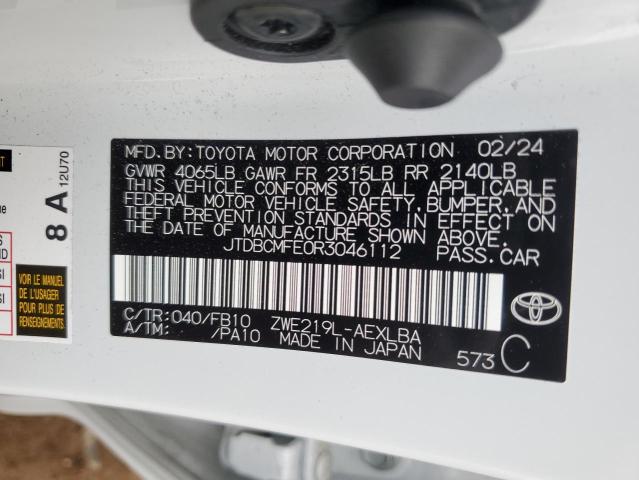 MFD. BY: TOYOTA MOTOR CORPORATION 02/24
GVWR 4065LB GAWR FR 2315LB RR 2140LB
THIS VEHICLE CONFORMS TO ALL APPLICABLE
FEDERAL MOTOR VEHICLE SAFETY, BUMPER, AND
THEFT PREVENTION STANDARDS IN EFFECT ON
THE DATE OF MANUFACTURE SHOWN ABOVE.
JTDBCMFE0R3046112 PASS. CAR
C/TR: 040/FB10 ZWE219L-AEXLBA
A/TM: /PA10 MADE IN JAPAN
573 C
8 A 12U70
VOIR LE MANUEL
DE L'USAGER
POUR PLUS DE
RENSEIGNEMENTS